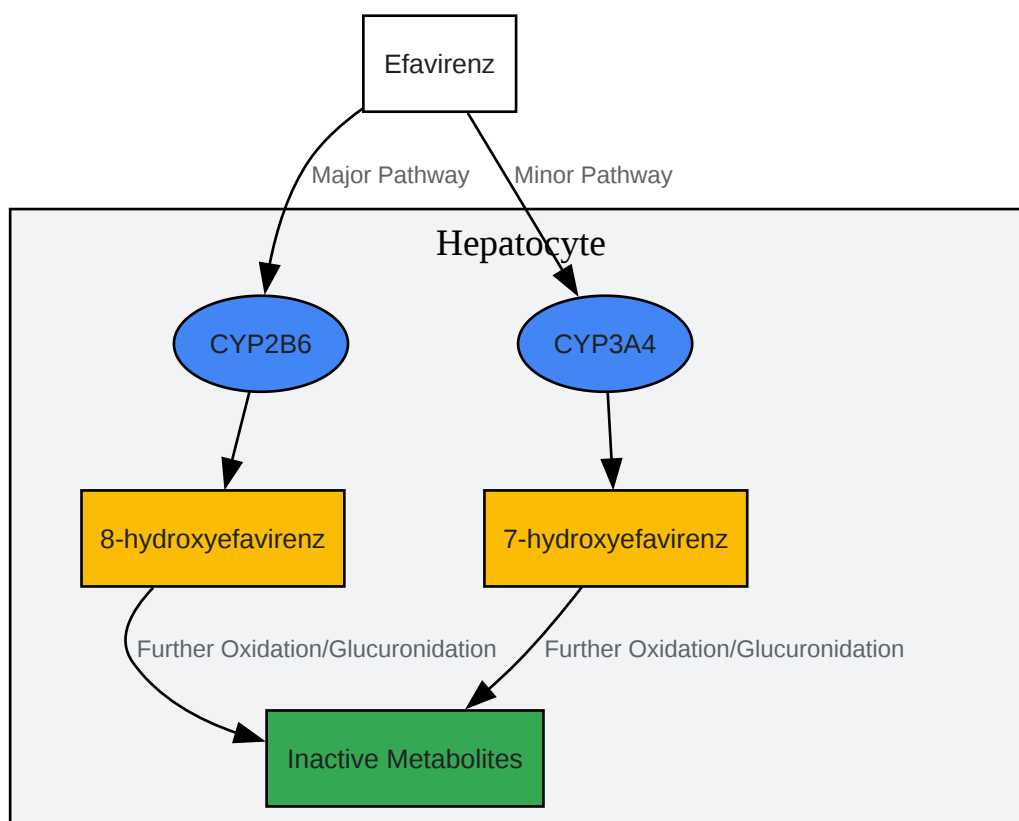 Efavirenz
Major Pathway
Minor Pathway
Hepatocyte
CYP2B6
CYP3A4
8-hydroxyefavirenz
7-hydroxyefavirenz
Further Oxidation/Glucuronidation
Further Oxidation/Glucuronidation
Inactive Metabolites